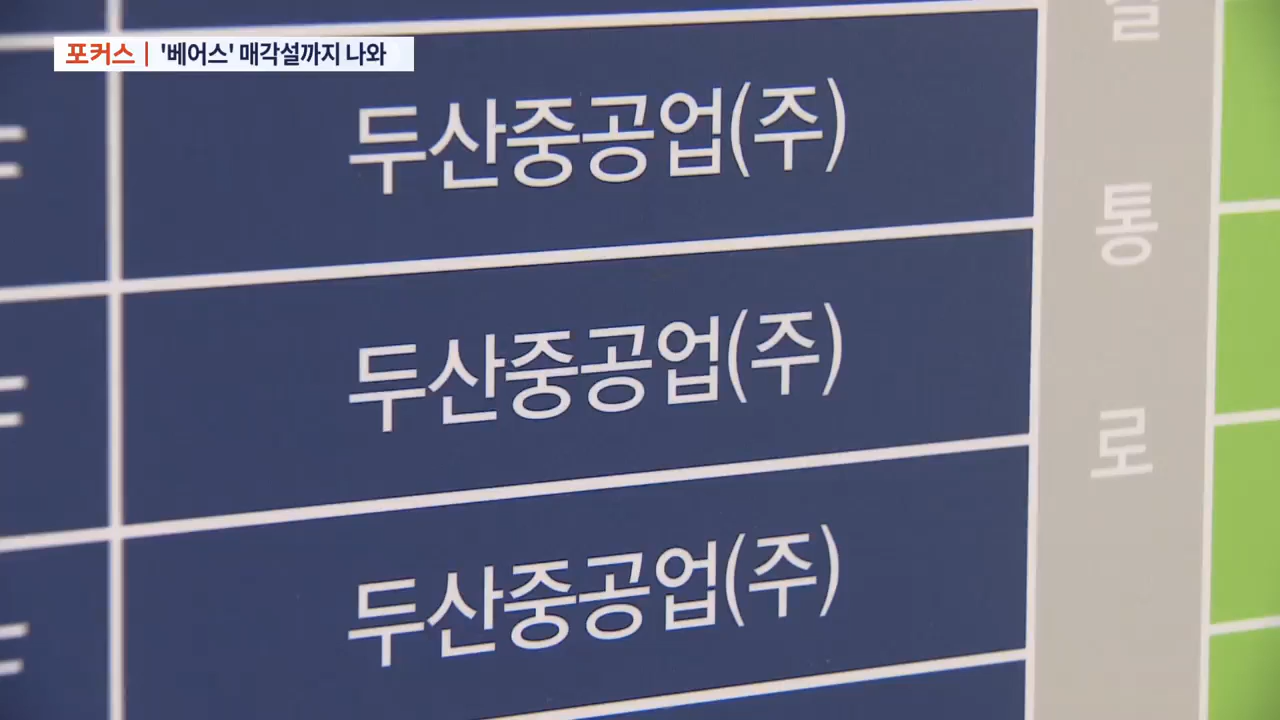 포커스 | '베어스' 매각설까지 나와
두산중공업(주)
두산중공업(주)
두산중공업(주)
통
로